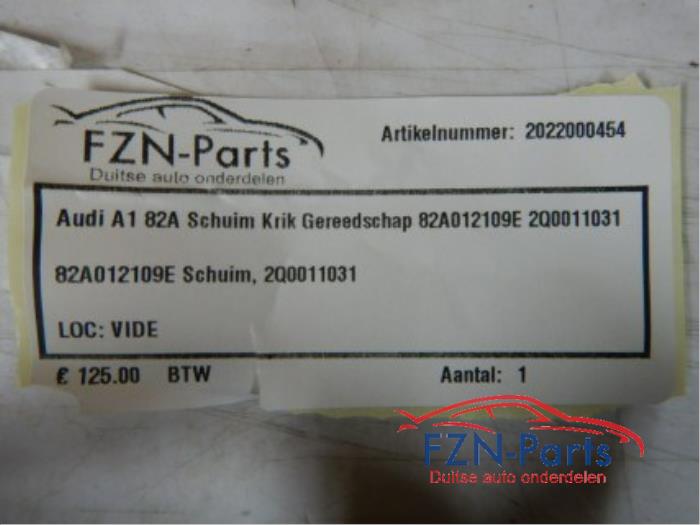 FZN-Parts
Duitse auto onderdelen
Artikelnummer: 2022000454
Audi A1 82A Schuim Krik Gereedschap 82A012109E 2Q0011031
82A012109E Schuim, 2Q0011031
LOC: VIDE
€ 125.00 BTW Aantal: 1
FZN-Parts
Duitse auto onderdelen